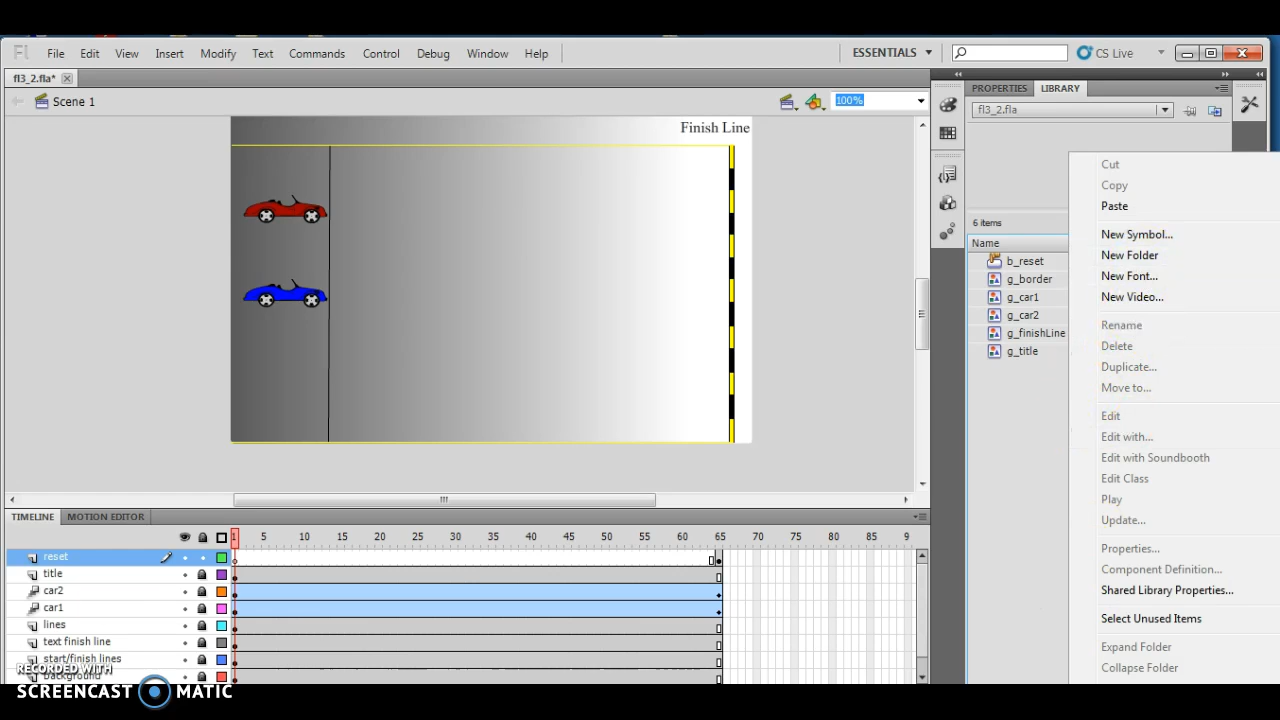 Fl File Edit View Insert Modify Text Commands Control Debug Window Help ESSENTIALS CS Live
fl3_2.fla*
Scene 1 100%
Finish Line
PROPERTIES LIBRARY
fl3_2.fla
6 items
Name
b_reset
g_border
g_car1
g_car2
g_finishLine
g_title
Cut
Copy
Paste
New Symbol...
New Folder
New Font...
New Video...
Rename
Delete
Duplicate...
Move to...
Edit
Edit with...
Edit with Soundbooth
Edit Class
Play
Update...
Properties...
Component Definition...
Shared Library Properties...
Select Unused Items
Expand Folder
Collapse Folder
TIMELINE MOTION EDITOR
1 5 10 15 20 25 30 35 40 45 50 55 60 65 70 75 80 85 9
reset
title
car2
car1
lines
text finish line
start/finish lines
background
RECORDED WITH
SCREENCAST MATIC